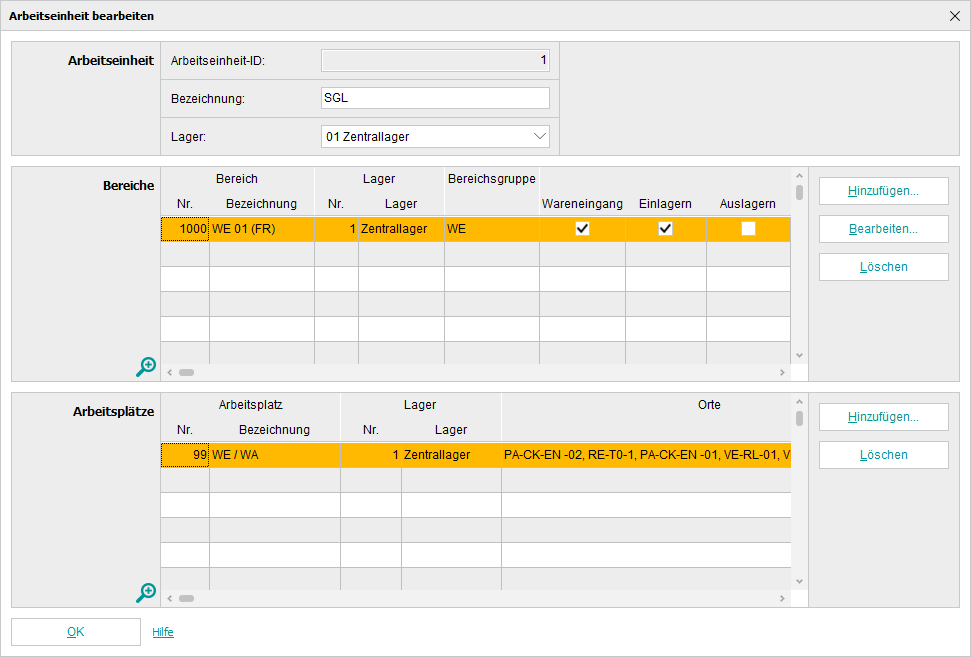 Arbeitseinheit bearbeiten
Arbeitseinheit
Arbeitseinheit-ID: 1
Bezeichnung: SGL
Lager: 01 Zentrallager
Bereiche
Bereich Lager Bereichsgruppe
Nr. Bezeichnung Nr. Lager Wareneingang Einlagern Auslagern
1000 WE 01 (FR) 1 Zentrallager WE
Hinzufügen...
Bearbeiten...
Löschen
Arbeitsplätze
Arbeitsplatz Lager Orte
Nr. Bezeichnung Nr. Lager
99 WE / WA 1 Zentrallager PA-CK-EN -02, RE-T0-1, PA-CK-EN -01, VE-RL-01, V
Hinzufügen...
Löschen
OK Hilfe